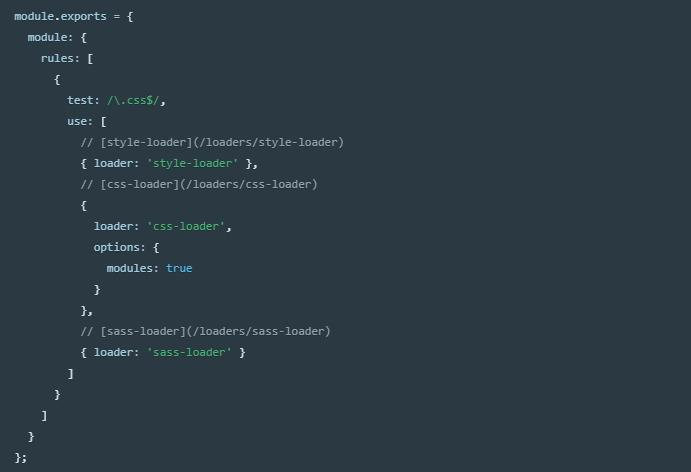 module.exports = {
  module: {
    rules: [
      {
        test: /\.css$/,
        use: [
          // [style-loader](/loaders/style-loader)
          { loader: 'style-loader' },
          // [css-loader](/loaders/css-loader)
          {
            loader: 'css-loader',
            options: {
              modules: true
            }
          },
          // [sass-loader](/loaders/sass-loader)
          { loader: 'sass-loader' }
        ]
      }
    ]
  }
};